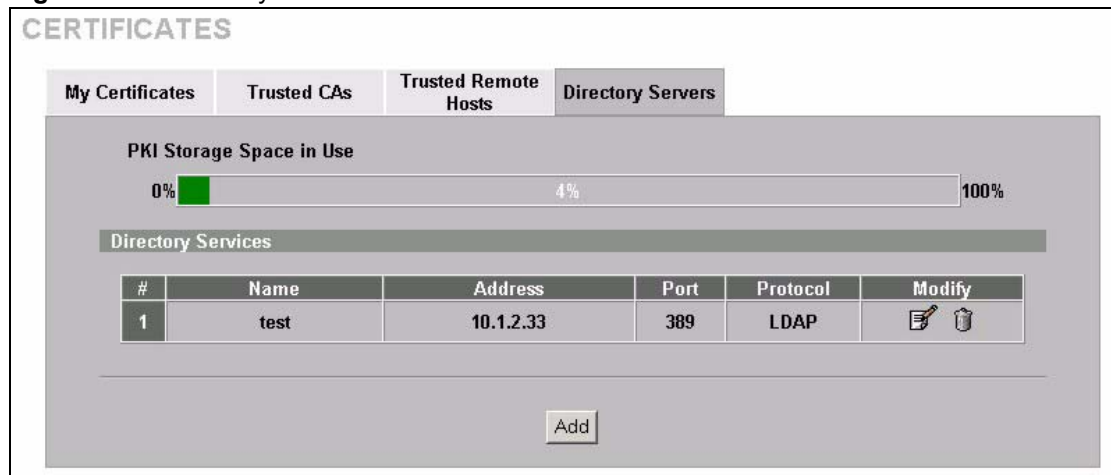 CERTIFICATES
My Certificates
Trusted CAs
Trusted Remote
Hosts
Directory Servers
PKI Storage Space in Use
0% 4% 100%
Directory Services
# Name Address Port Protocol Modify
1 test 10.1.2.33 389 LDAP
Add